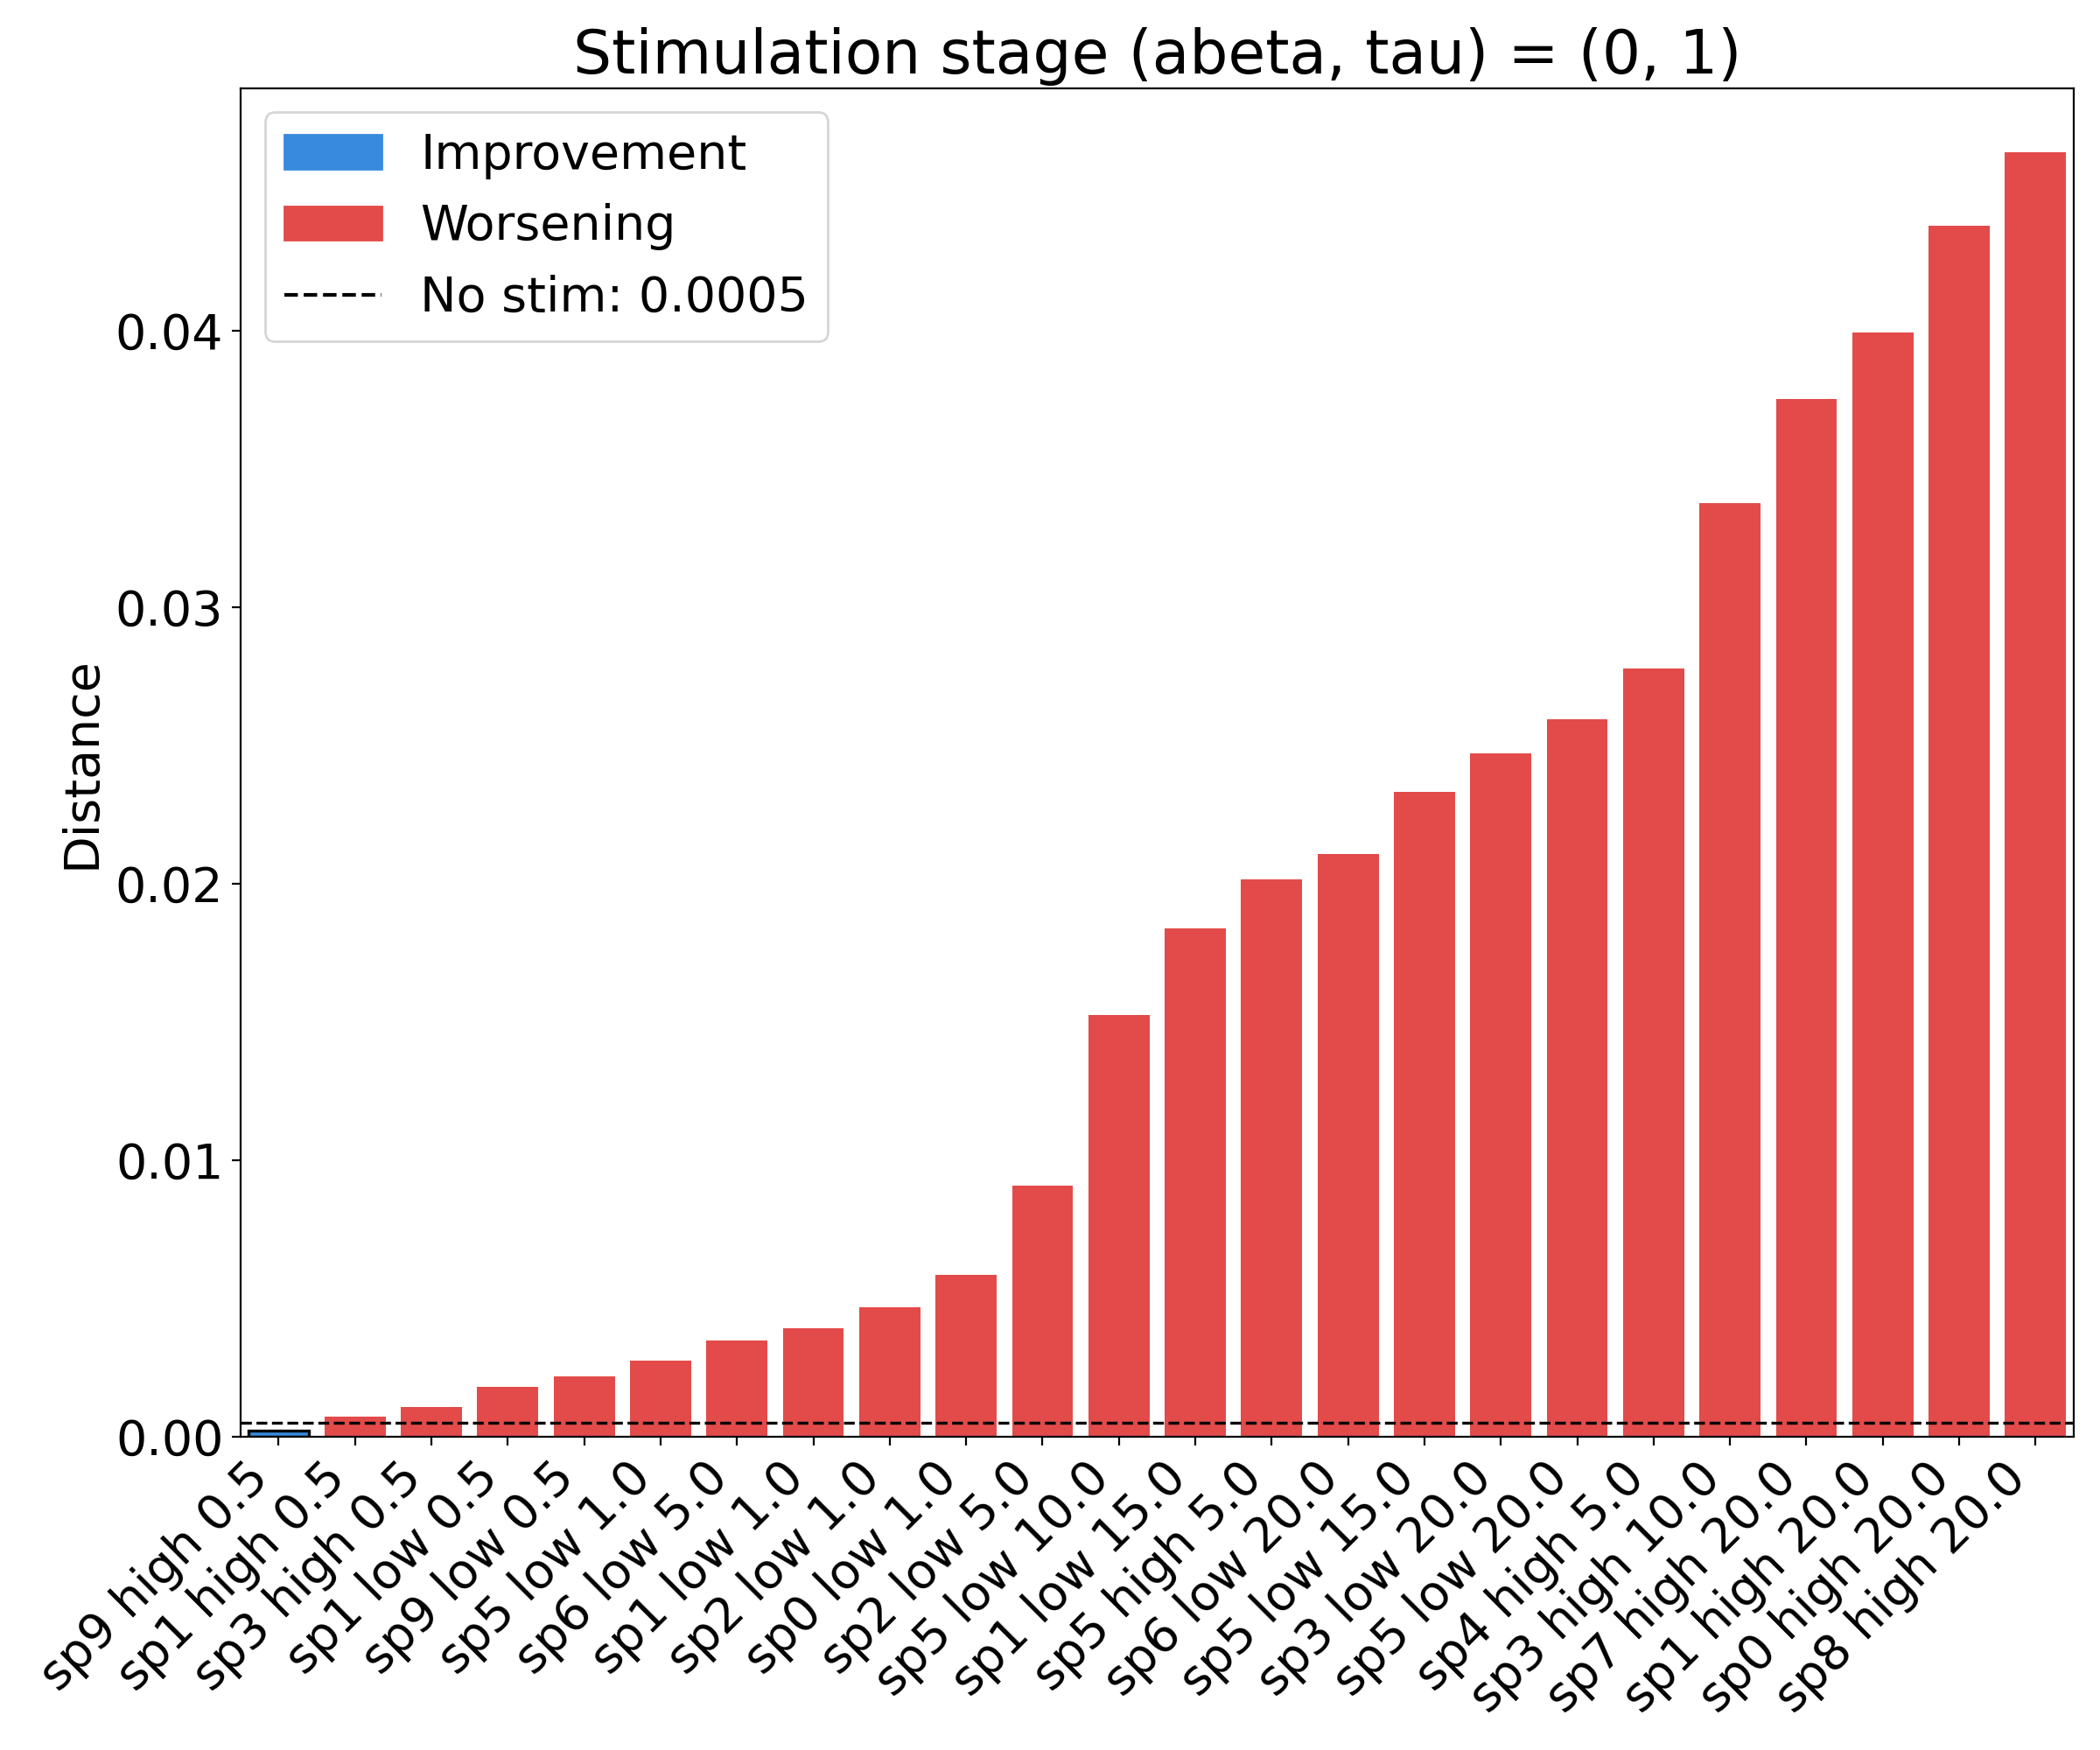 Stimulation stage (abeta, tau) = (0, 1)
Improvement
Worsening
No stim: 0.0005
Distance
0.04
0.03
0.02
0.01
0.00
sp9 high 0.5
sp1 high 0.5
sp3 high 0.5
sp1 low 0.5
sp9 low 0.5
sp5 low 1.0
sp6 low 5.0
sp1 low 1.0
sp2 low 1.0
sp0 low 1.0
sp2 low 5.0
sp5 low 10.0
sp1 low 15.0
sp5 high 5.0
sp6 low 20.0
sp5 low 15.0
sp3 low 20.0
sp5 low 20.0
sp4 high 5.0
sp3 high 10.0
sp7 high 20.0
sp1 high 20.0
sp0 high 20.0
sp8 high 20.0